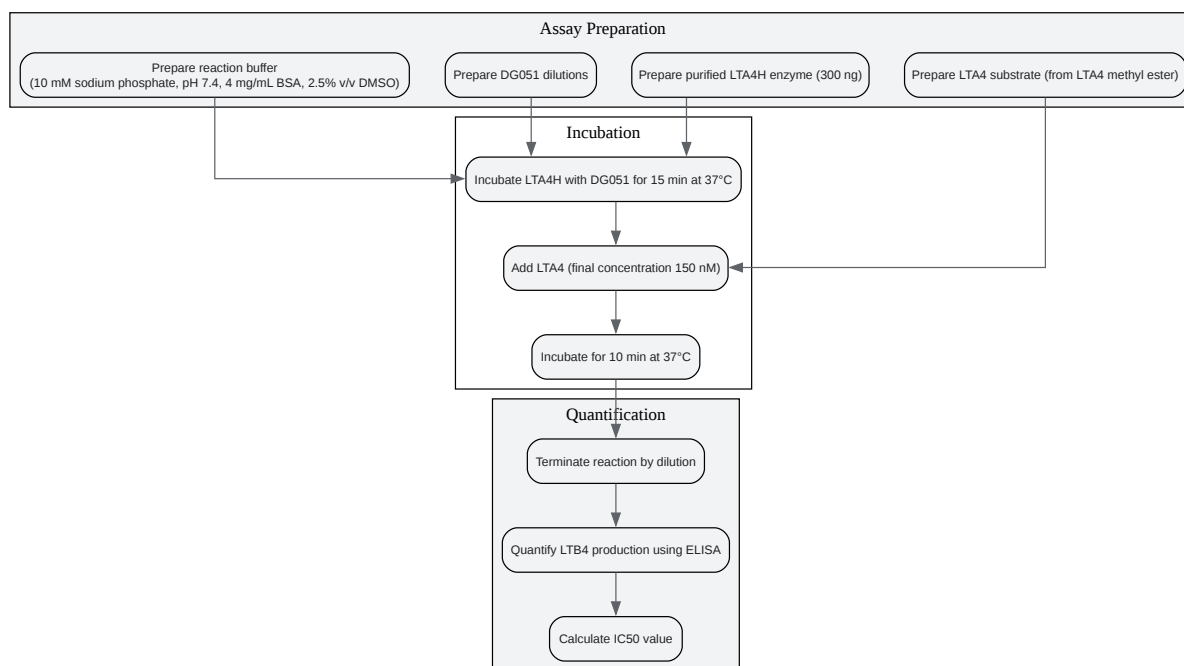 Assay Preparation
Prepare reaction buffer
(10 mM sodium phosphate, pH 7.4, 4 mg/mL BSA, 2.5% v/v DMSO)
Prepare DG051 dilutions
Prepare purified LTA4H enzyme (300 ng)
Prepare LTA4 substrate (from LTA4 methyl ester)
Incubation
Incubate LTA4H with DG051 for 15 min at 37°C
Add LTA4 (final concentration 150 nM)
Incubate for 10 min at 37°C
Quantification
Terminate reaction by dilution
Quantify LTB4 production using ELISA
Calculate IC50 value